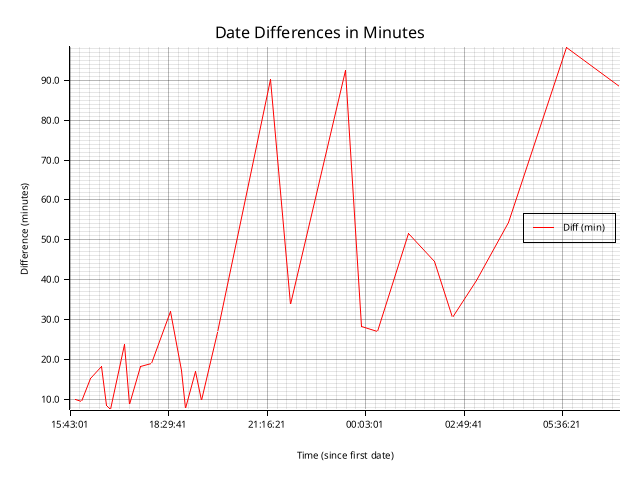 Date Differences in Minutes
90.0
80.0
70.0
60.0
50.0
40.0
30.0
20.0
10.0
Difference (minutes)
Diff (min)
15:43:01 18:29:41 21:16:21 00:03:01 02:49:41 05:36:21
Time (since first date)